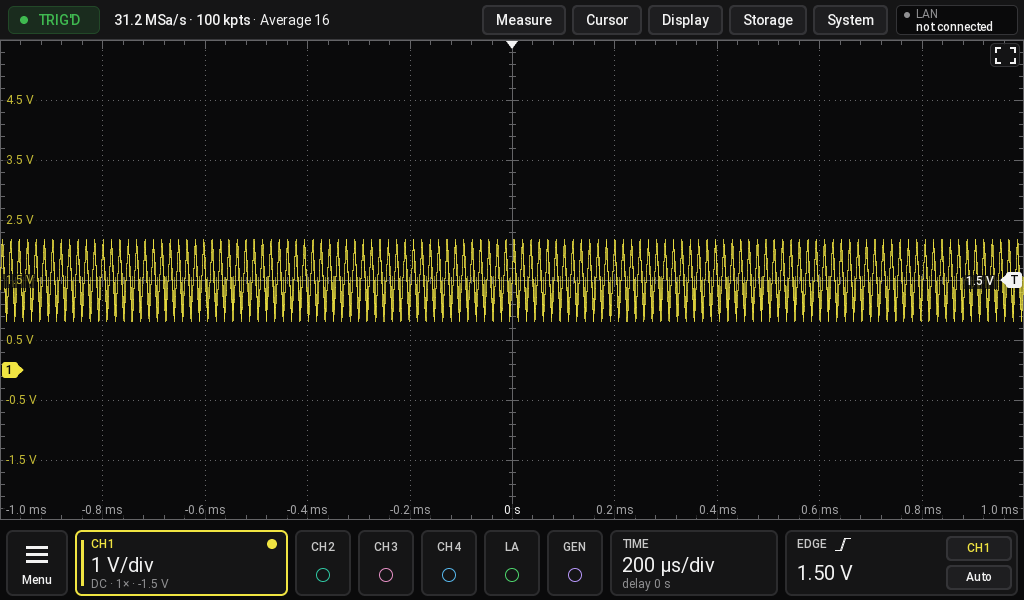 TRIG'D
31.2 MSa/s · 100 kpts · Average 16
Measure
Cursor
Display
Storage
System
LAN
not connected
4.5 V
3.5 V
2.5 V
1.5 V
1.5 V
T
0.5 V
1
-0.5 V
-1.5 V
-1.0 ms
-0.8 ms
-0.6 ms
-0.4 ms
-0.2 ms
0 s
0.2 ms
0.4 ms
0.6 ms
0.8 ms
1.0 ms
Menu
CH1
1 V/div
DC · 1× · -1.5 V
CH2
CH3
CH4
LA
GEN
TIME
200 µs/div
delay 0 s
EDGE
1.50 V
CH1
Auto